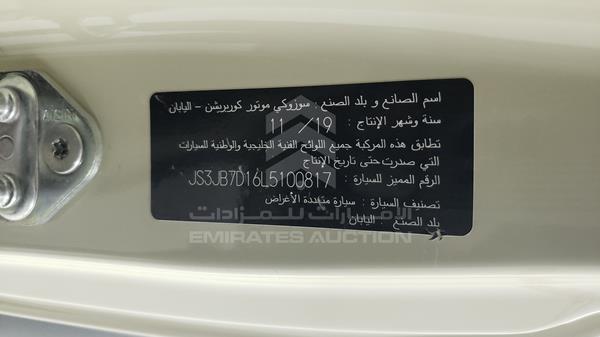 اسم الصانع و بلد الصنع : سوزوكي موتور كوربريشن - اليابان
سنة وشهر الإنتاج : 19/ 11
تطابق هذه المركبة جميع اللوائح الفنية الخليجية والوطنية للسيارات
التي صدرت حتى تاريخ الإنتاج
الرقم المميز للسيارة : JS3JB7D16L5100817
تصنيف السيارة : سيارة متعددة الأغراض
الإمارات للمزادات
بلد الصنع : اليابان
EMIRATES AUCTION